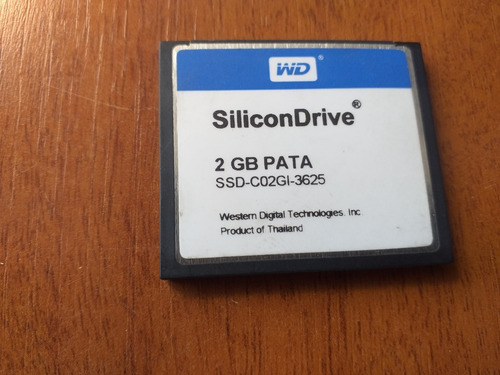 WD®
SiliconDrive®
2 GB PATA
SSD-C02GI-3625
Western Digital Technologies. Inc
Product of Thailand